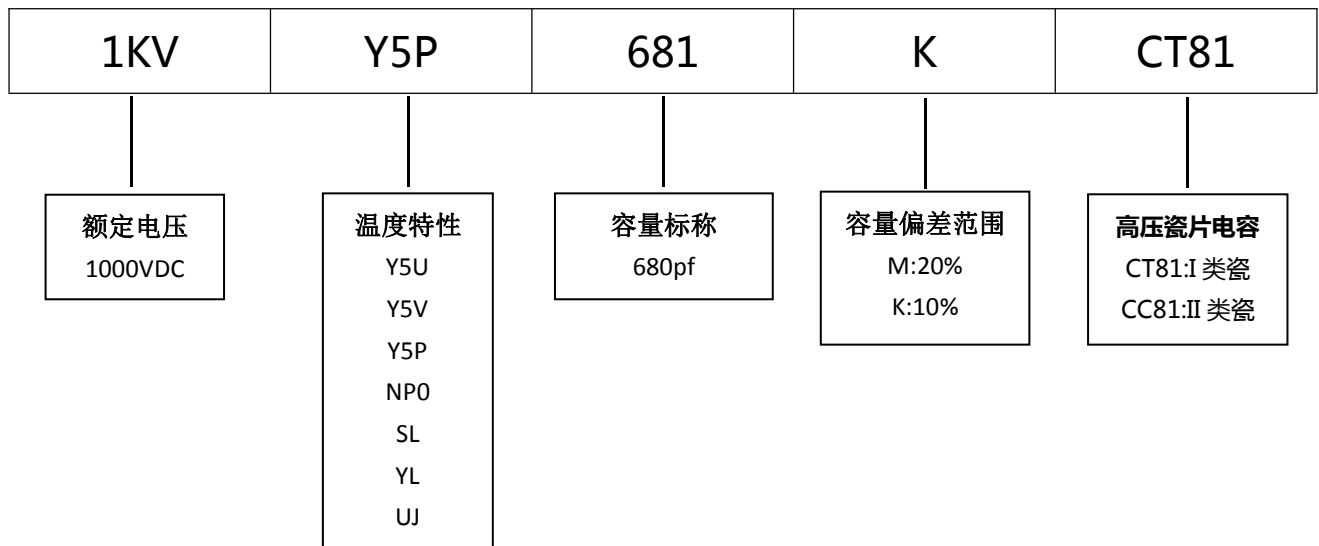 1KV Y5P 681 K CT81
额定电压
1000VDC
温度特性
Y5U
Y5V
Y5P
NP0
SL
YL
UJ
容量标称
680pf
容量偏差范围
M:20%
K:10%
高压瓷片电容
CT81:I 类瓷
CC81:II 类瓷